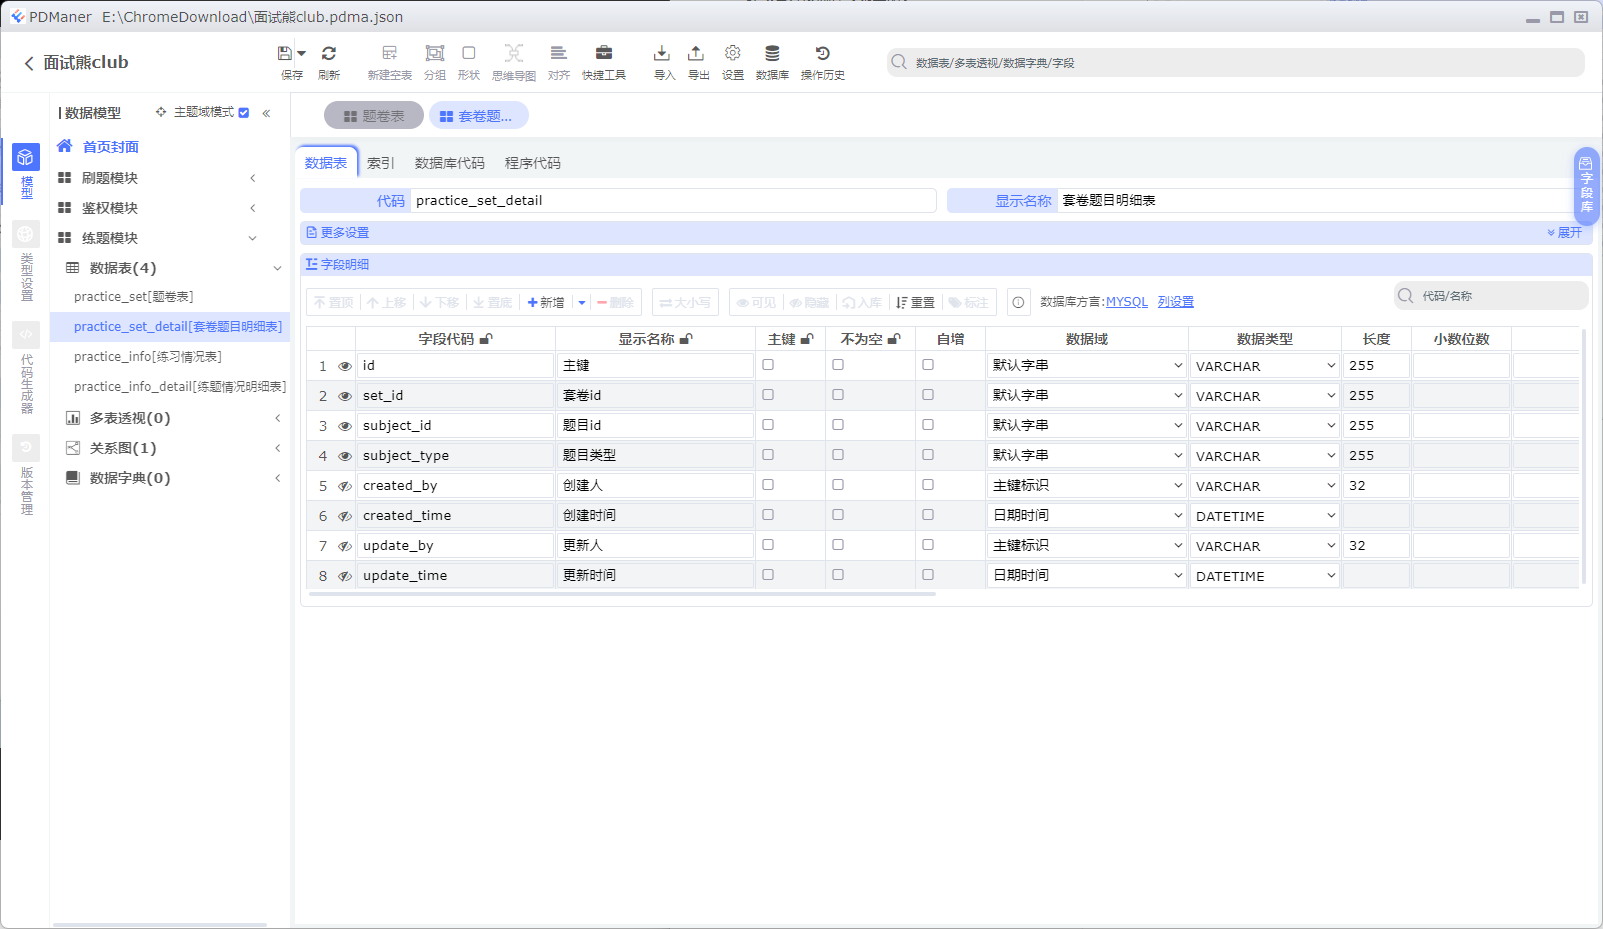 PDManer E:\ChromeDownload\面试熊club.pdma.json
面试熊club
保存 刷新 新建空表 分组 形状 思维导图 对齐 快捷工具 导入 导出 设置 数据库 操作历史
数据表/多表透视/数据字典/字段
模型
类型设置
代码生成器
版本管理
数据模型 主题域模式
首页封面
刷题模块
鉴权模块
练题模块
数据表(4)
practice_set[题卷表]
practice_set_detail[套卷题目明细表]
practice_info[练习情况表]
practice_info_detail[练题情况明细表]
多表透视(0)
关系图(1)
数据字典(0)
题卷表 套卷题...
数据表 索引 数据库代码 程序代码
代码 practice_set_detail 显示名称 套卷题目明细表
更多设置 展开
字段明细
置顶 上移 下移 置底 新增 删除 大小写 可见 隐藏 入库 重置 标注 数据库方言:MYSQL 列设置 代码/名称
字段代码 显示名称 主键 不为空 自增 数据域 数据类型 长度 小数位数
1 id 主键 默认字串 VARCHAR 255
2 set_id 套卷id 默认字串 VARCHAR 255
3 subject_id 题目id 默认字串 VARCHAR 255
4 subject_type 题目类型 默认字串 VARCHAR 255
5 created_by 创建人 主键标识 VARCHAR 32
6 created_time 创建时间 日期时间 DATETIME
7 update_by 更新人 主键标识 VARCHAR 32
8 update_time 更新时间 日期时间 DATETIME
字段库